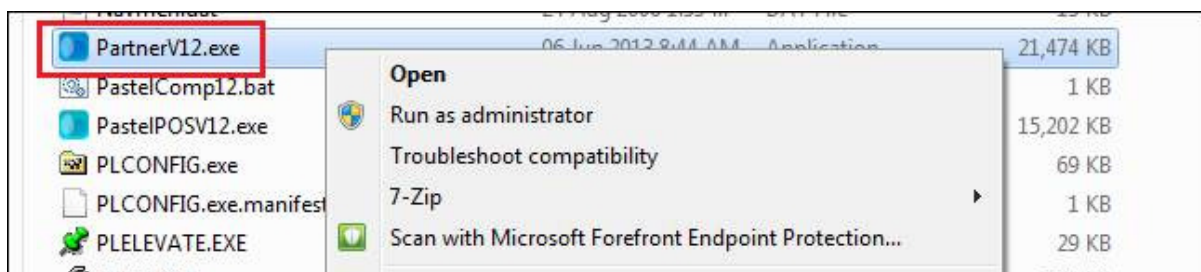 PartnerV12.exe 06 Jun 2013 8:44 AM Application 21,474 KB
PastelComp12.bat 1 KB
PastelPOSV12.exe 15,202 KB
PLCONFIG.exe 69 KB
PLCONFIG.exe.manifest 1 KB
PLELEVATE.EXE 29 KB
Open
Run as administrator
Troubleshoot compatibility
7-Zip
Scan with Microsoft Forefront Endpoint Protection...